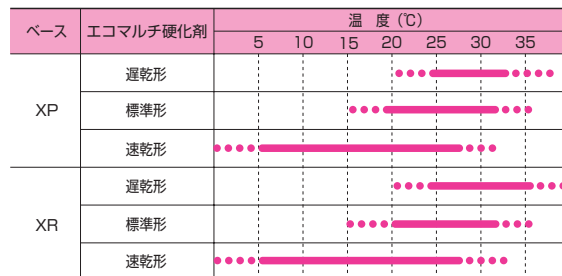 ベース エコマルチ硬化剤 温 度（℃）
5 10 15 20 25 30 35
XP 遅乾形
標準形
速乾形
XR 遅乾形
標準形
速乾形